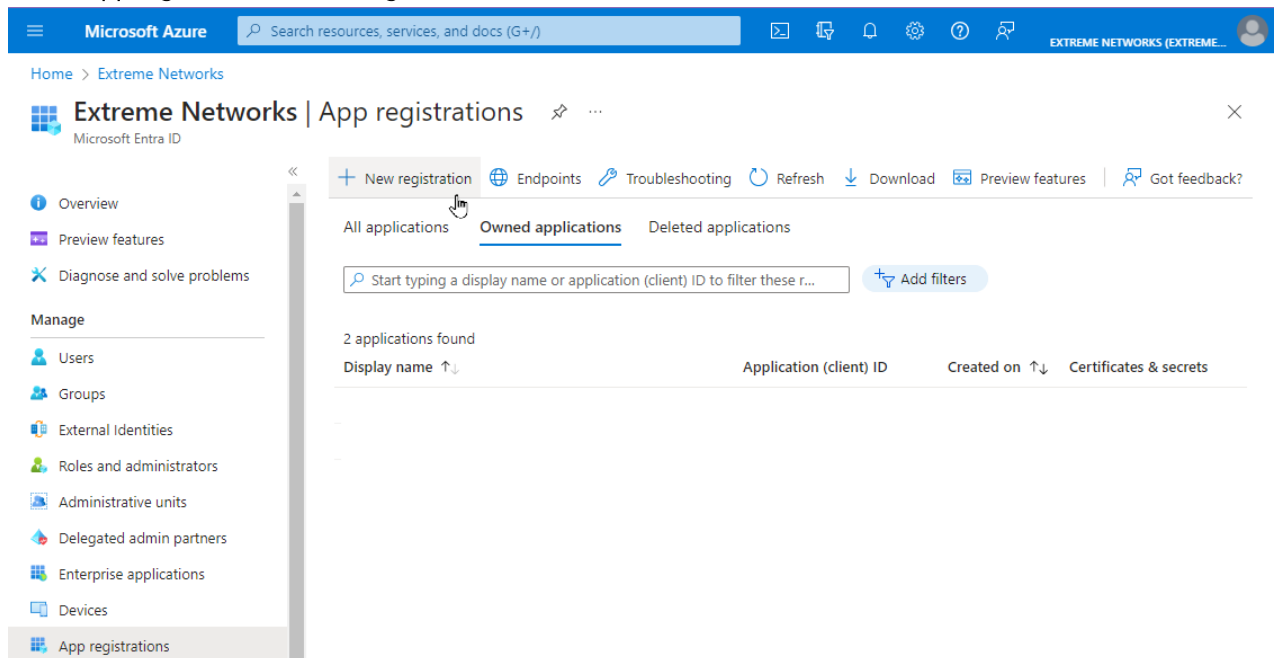 Microsoft Azure
Search resources, services, and docs (G+/)
EXTREME NETWORKS (EXTREME...
Home > Extreme Networks
Extreme Networks | App registrations ...
Microsoft Entra ID
+ New registration Endpoints Troubleshooting Refresh Download Preview features Got feedback?
Overview
Preview features
Diagnose and solve problems
Manage
Users
Groups
External Identities
Roles and administrators
Administrative units
Delegated admin partners
Enterprise applications
Devices
App registrations
All applications Owned applications Deleted applications
Start typing a display name or application (client) ID to filter these r...
Add filters
2 applications found
Display name ↑↓ Application (client) ID Created on ↑↓ Certificates & secrets